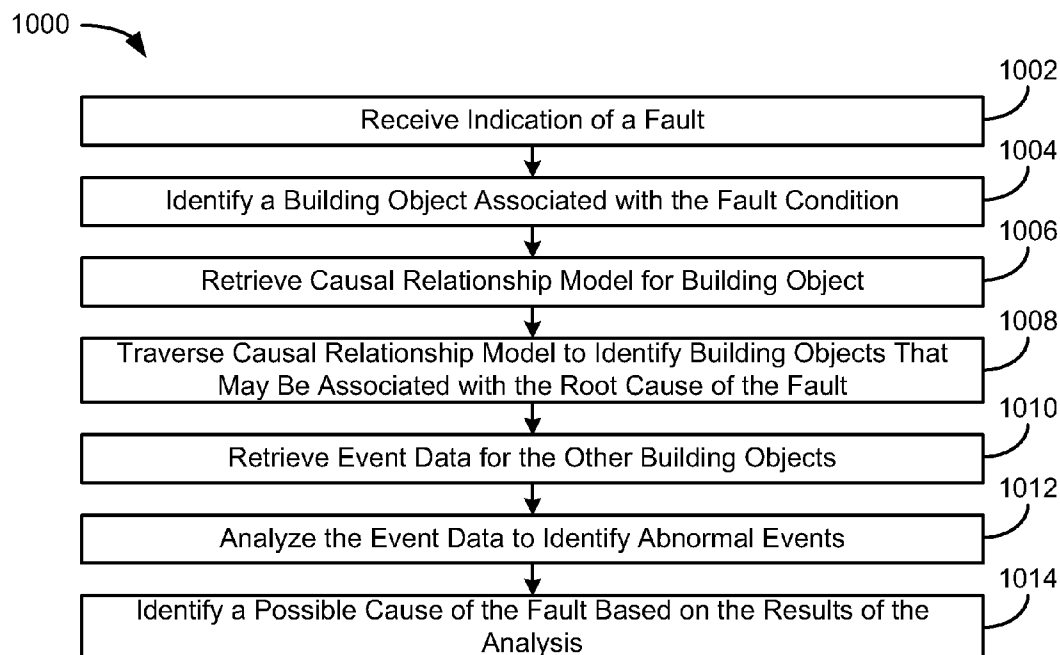 1000
1002
Receive Indication of a Fault
1004
Identify a Building Object Associated with the Fault Condition
1006
Retrieve Causal Relationship Model for Building Object
1008
Traverse Causal Relationship Model to Identify Building Objects That
May Be Associated with the Root Cause of the Fault
1010
Retrieve Event Data for the Other Building Objects
1012
Analyze the Event Data to Identify Abnormal Events
1014
Identify a Possible Cause of the Fault Based on the Results of the
Analysis